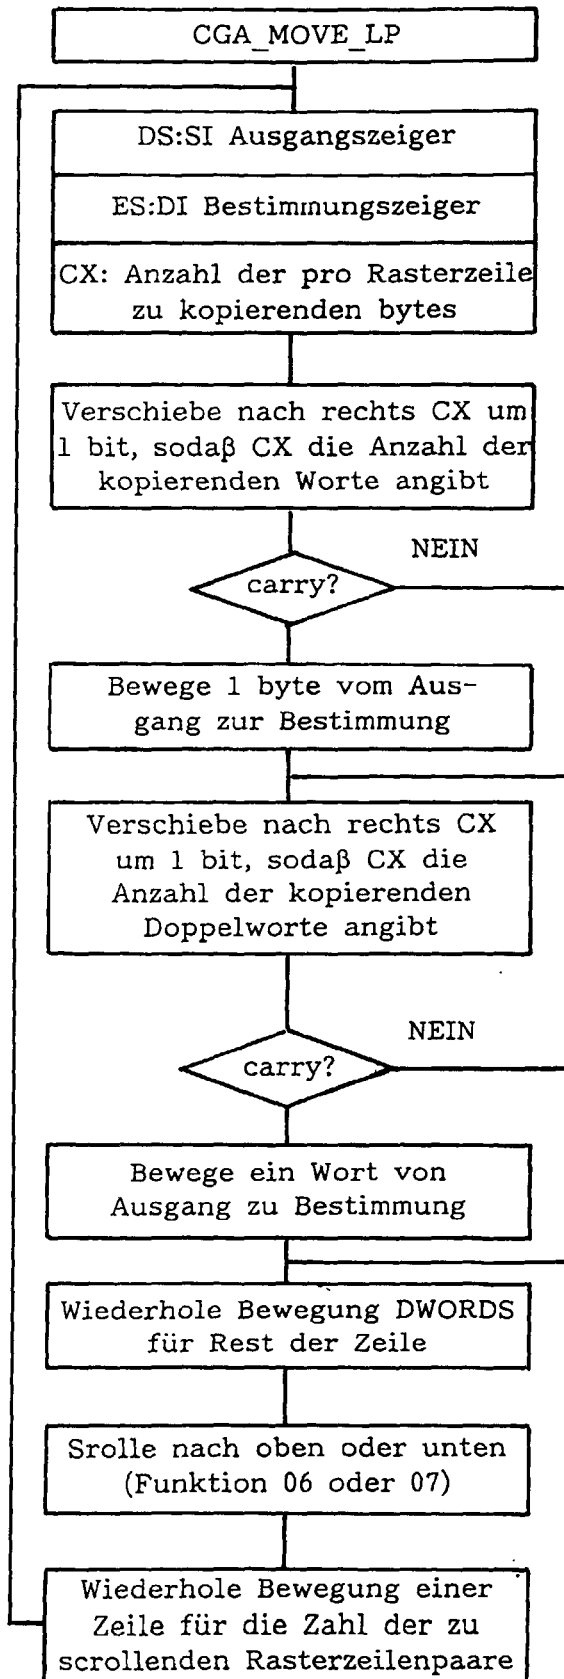 CGA_MOVE_LP
DS:SI Ausgangszeiger
ES:DI Bestimmungszeiger
CX: Anzahl der pro Rasterzeile
zu kopierenden bytes
Verschiebe nach rechts CX um
1 bit, sodaβ CX die Anzahl der
kopierenden Worte angibt
NEIN
carry?
Bewege 1 byte vom Aus-
gang zur Bestimmung
Verschiebe nach rechts CX
um 1 bit, sodaβ CX die
Anzahl der kopierenden
Doppelworte angibt
NEIN
carry?
Bewege ein Wort von
Ausgang zu Bestimmung
Wiederhole Bewegung DWORDS
für Rest der Zeile
Srolle nach oben oder unten
(Funktion 06 oder 07)
Wiederhole Bewegung einer
Zeile für die Zahl der zu
scrollenden Rasterzeilenpaare